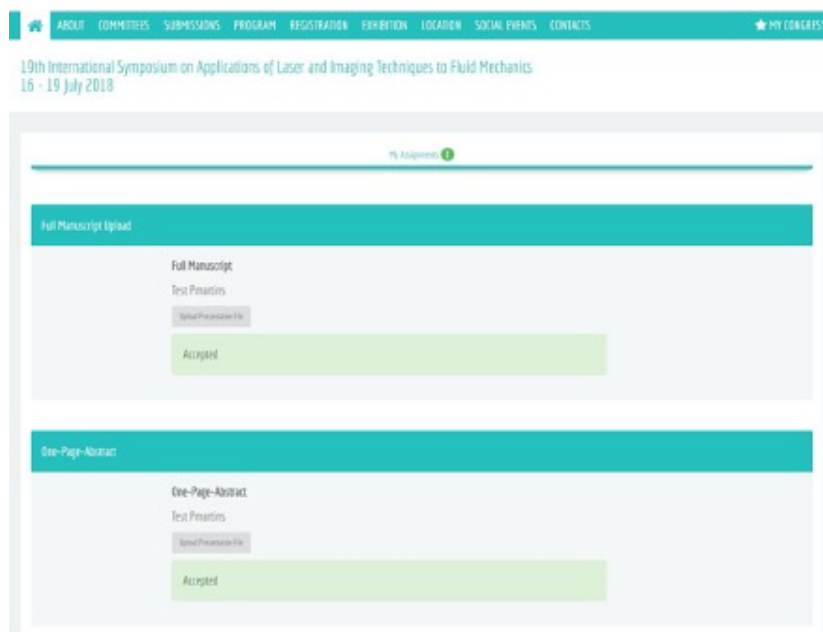 ABOUT COMMITTEES SUBMISSIONS PROGRAM REGISTRATION EXHIBITION LOCATION SOCIAL EVENTS CONTACTS MY CONGRESS
19th International Symposium on Applications of Laser and Imaging Techniques to Fluid Mechanics
16 - 19 July 2018
My Assignments
Full Manuscript Upload
Full Manuscript
Test Pmartins
Upload Presentation File
Accepted
One-Page-Abstract
One-Page-Abstract
Test Pmartins
Upload Presentation File
Accepted